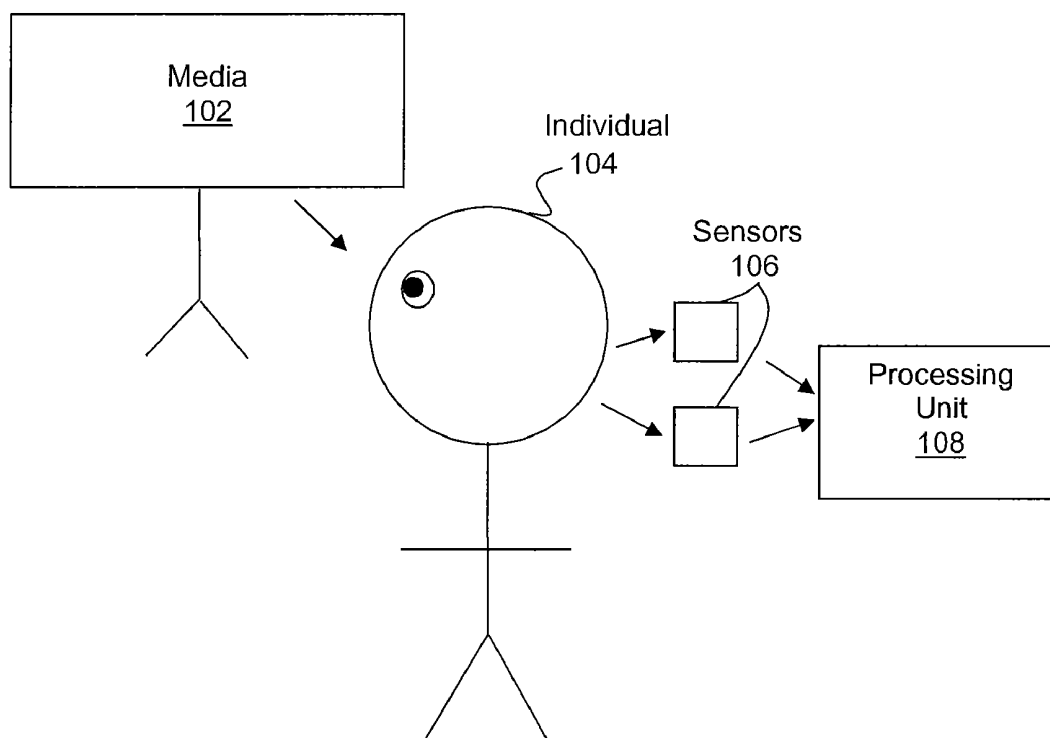 Media
102
Individual
104
Sensors
106
Processing
Unit
108